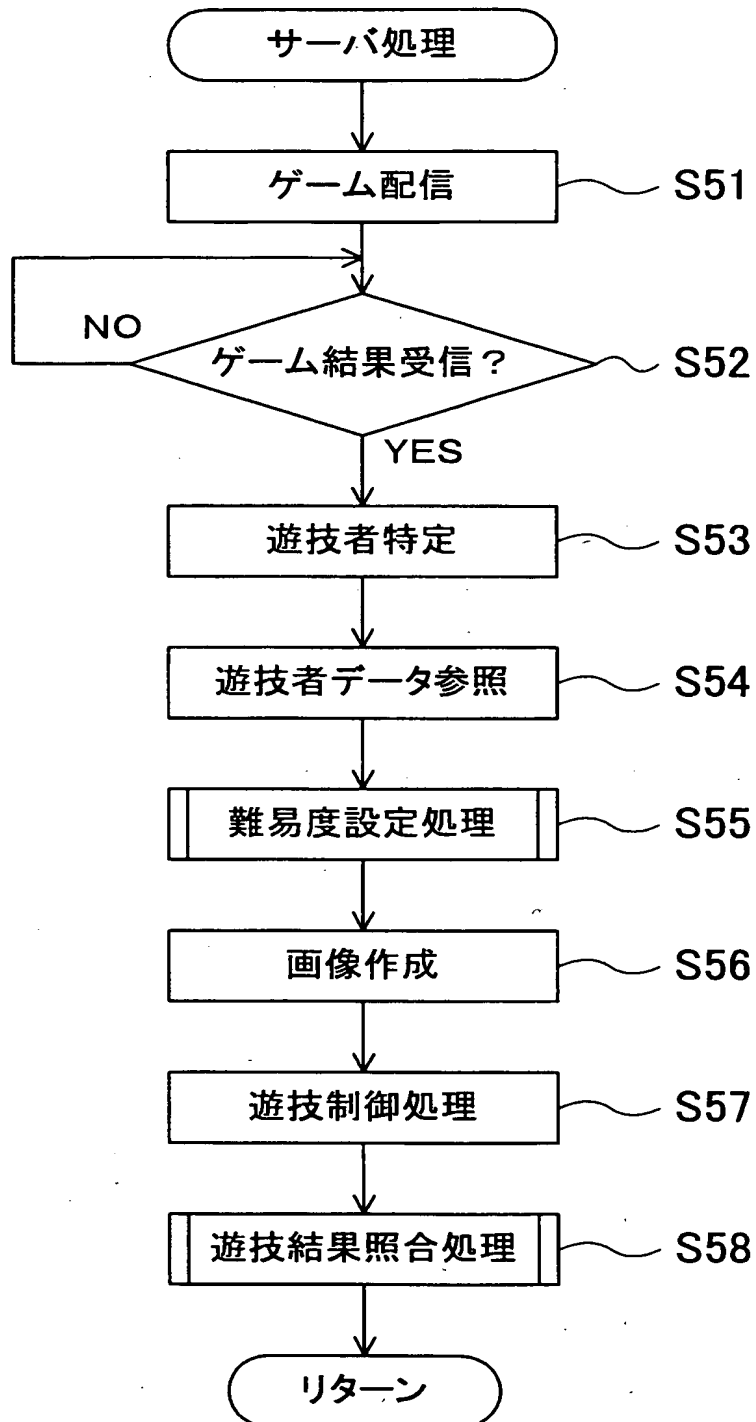 サーバ処理
ゲーム配信 S51
NO
ゲーム結果受信? S52
YES
遊技者特定 S53
遊技者データ参照 S54
難易度設定処理 S55
画像作成 S56
遊技制御処理 S57
遊技結果照合処理 S58
リターン